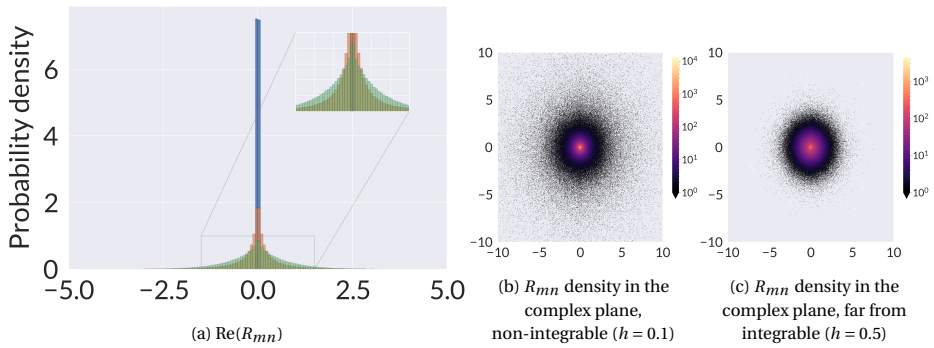 Probability density
6
4
2
0
−5.0 −2.5 0.0 2.5 5.0
(a) Re(Rmn)
10
5
0
−5
−10
−10 −5 0 5 10
10⁴
10³
10²
10¹
10⁰
(b) Rmn density in the
complex plane,
non-integrable (h = 0.1)
10
5
0
−5
−10
−10 −5 0 5 10
10³
10²
10¹
10⁰
(c) Rmn density in the
complex plane, far from
integrable (h = 0.5)